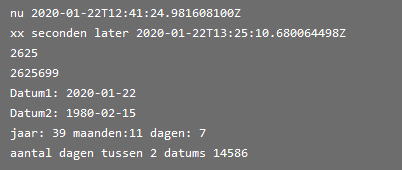 nu 2020-01-22T12:41:24.981608100Z
xx seconden later 2020-01-22T13:25:10.680064498Z
2625
2625699
Datum1: 2020-01-22
Datum2: 1980-02-15
jaar: 39 maanden:11 dagen: 7
aantal dagen tussen 2 datums 14586